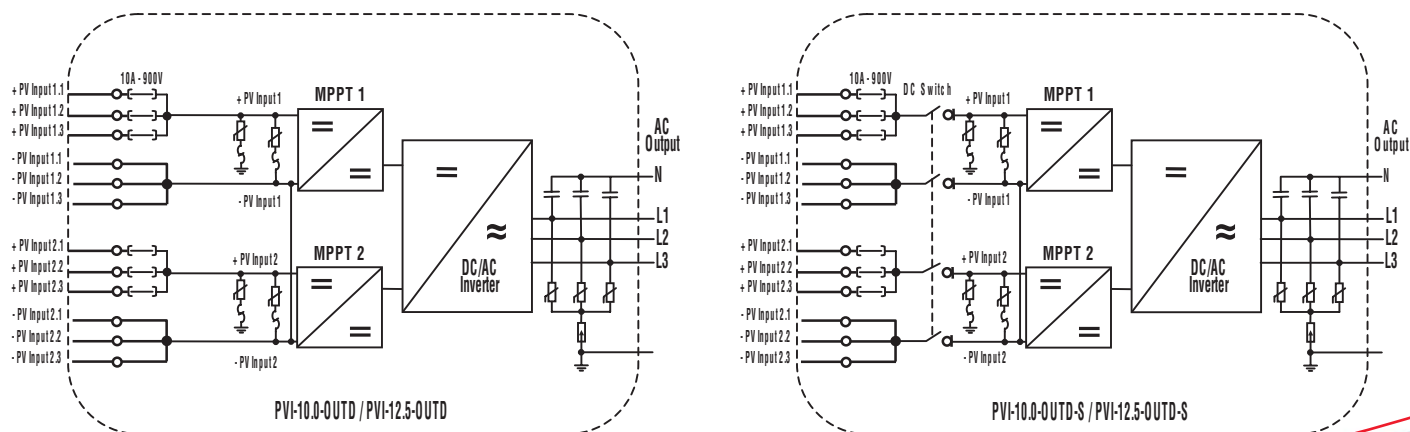 10A - 900V
+ PV Input 1.1
+ PV Input 1.2
+ PV Input 1.3
- PV Input 1.1
- PV Input 1.2
- PV Input 1.3
+ PV Input 1
- PV Input 1
MPPT 1
+ PV Input 2.1
+ PV Input 2.2
+ PV Input 2.3
- PV Input 2.1
- PV Input 2.2
- PV Input 2.3
+ PV Input 2
- PV Input 2
MPPT 2
DC/AC
Inverter
AC
Output
N
L1
L2
L3
PVI-10.0-OUTD / PVI-12.5-OUTD
10A - 900V
DC Switch
+ PV Input 1.1
+ PV Input 1.2
+ PV Input 1.3
- PV Input 1.1
- PV Input 1.2
- PV Input 1.3
+ PV Input 1
- PV Input 1
MPPT 1
+ PV Input 2.1
+ PV Input 2.2
+ PV Input 2.3
- PV Input 2.1
- PV Input 2.2
- PV Input 2.3
+ PV Input 2
- PV Input 2
MPPT 2
DC/AC
Inverter
AC
Output
N
L1
L2
L3
PVI-10.0-OUTD-S / PVI-12.5-OUTD-S